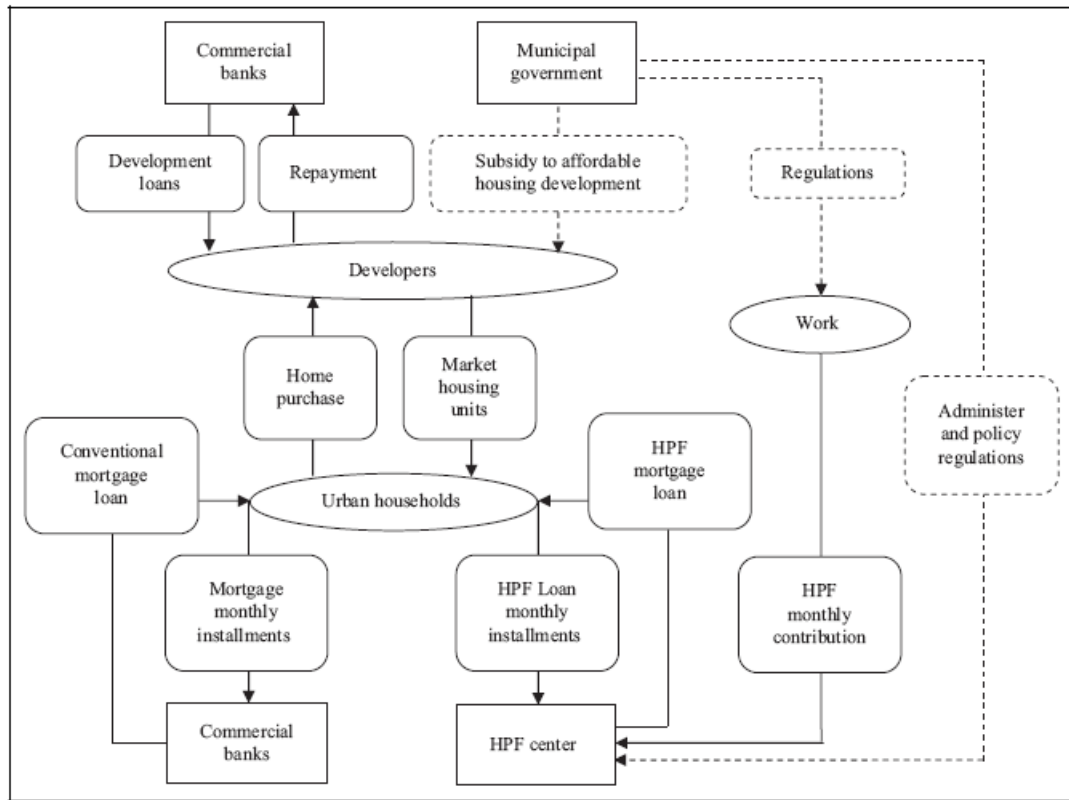 Commercial
banks
Municipal
government
Development
loans
Repayment
Subsidy to affordable
housing development
Regulations
Developers
Work
Home
purchase
Market
housing
units
Administer
and policy
regulations
Conventional
mortgage
loan
HPF
mortgage
loan
Urban households
Mortgage
monthly
installments
HPF Loan
monthly
installments
HPF
monthly
contribution
Commercial
banks
HPF center